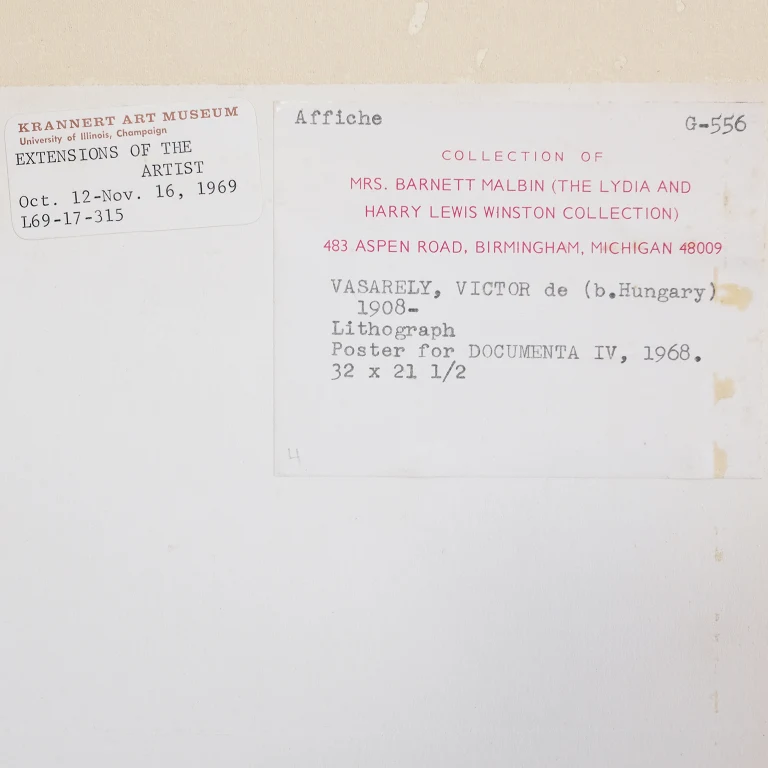 KRANNERT ART MUSEUM
University of Illinois, Champaign
EXTENSIONS OF THE
ARTIST
Oct. 12-Nov. 16, 1969
L69-17-315
Affiche G-556
COLLECTION OF
MRS. BARNETT MALBIN (THE LYDIA AND
HARRY LEWIS WINSTON COLLECTION)
483 ASPEN ROAD, BIRMINGHAM, MICHIGAN 48009
VASARELY, VICTOR de (b.Hungary)
1908-
Lithograph
Poster for DOCUMENTA IV, 1968.
32 x 21 1/2
4